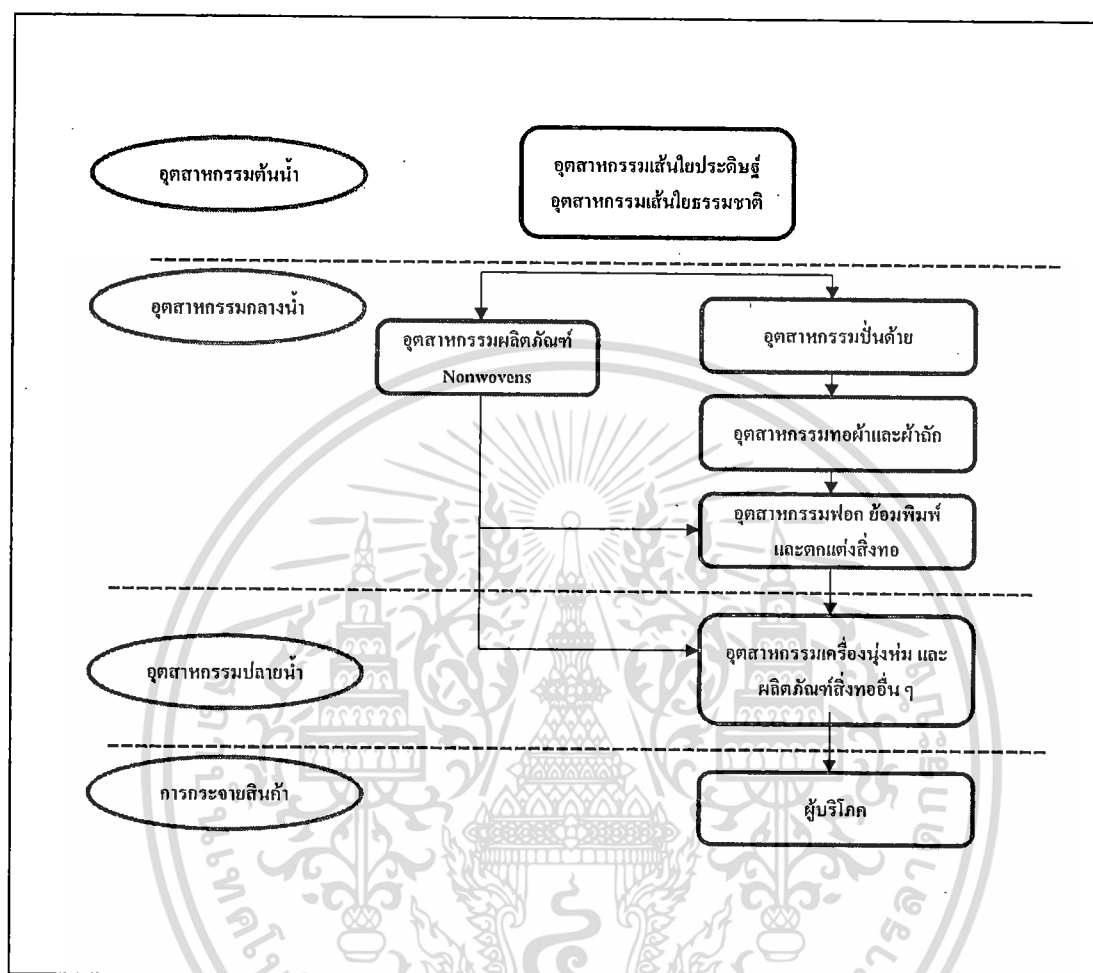 อุตสาหกรรมต้นน้ำ
อุตสาหกรรมเส้นใยประดิษฐ์
อุตสาหกรรมเส้นใยธรรมชาติ
อุตสาหกรรมกลางน้ำ
อุตสาหกรรมผลิตภัณฑ์
Nonwovens
อุตสาหกรรมปั่นด้าย
อุตสาหกรรมทอผ้าและผ้าถัก
อุตสาหกรรมฟอก ย้อมพิมพ์
และตกแต่งสิ่งทอ
อุตสาหกรรมปลายน้ำ
อุตสาหกรรมเครื่องนุ่งห่ม และ
ผลิตภัณฑ์สิ่งทออื่น ๆ
การกระจายสินค้า
ผู้บริโภค